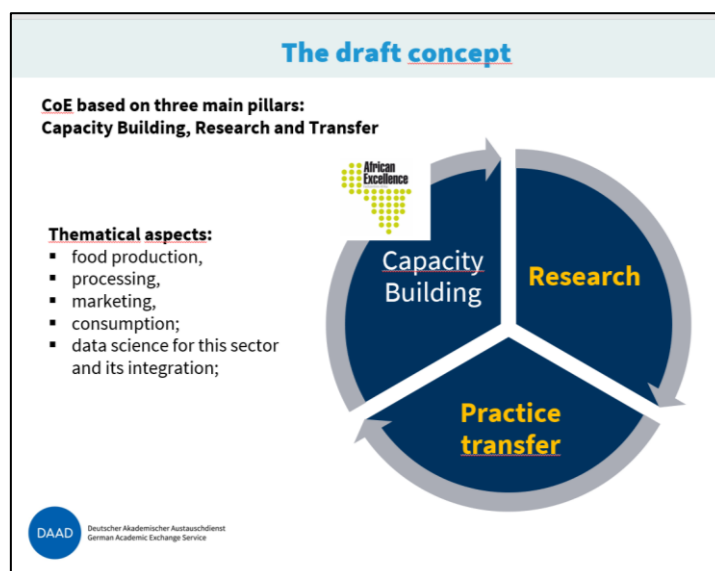 The draft concept
CoE based on three main pillars:
Capacity Building, Research and Transfer
African
Excellence
Thematical aspects:
▪ food production,
▪ processing,
▪ marketing,
▪ consumption;
▪ data science for this sector
and its integration;
Capacity
Building
Research
Practice
transfer
DAAD
Deutscher Akademischer Austauschdienst
German Academic Exchange Service